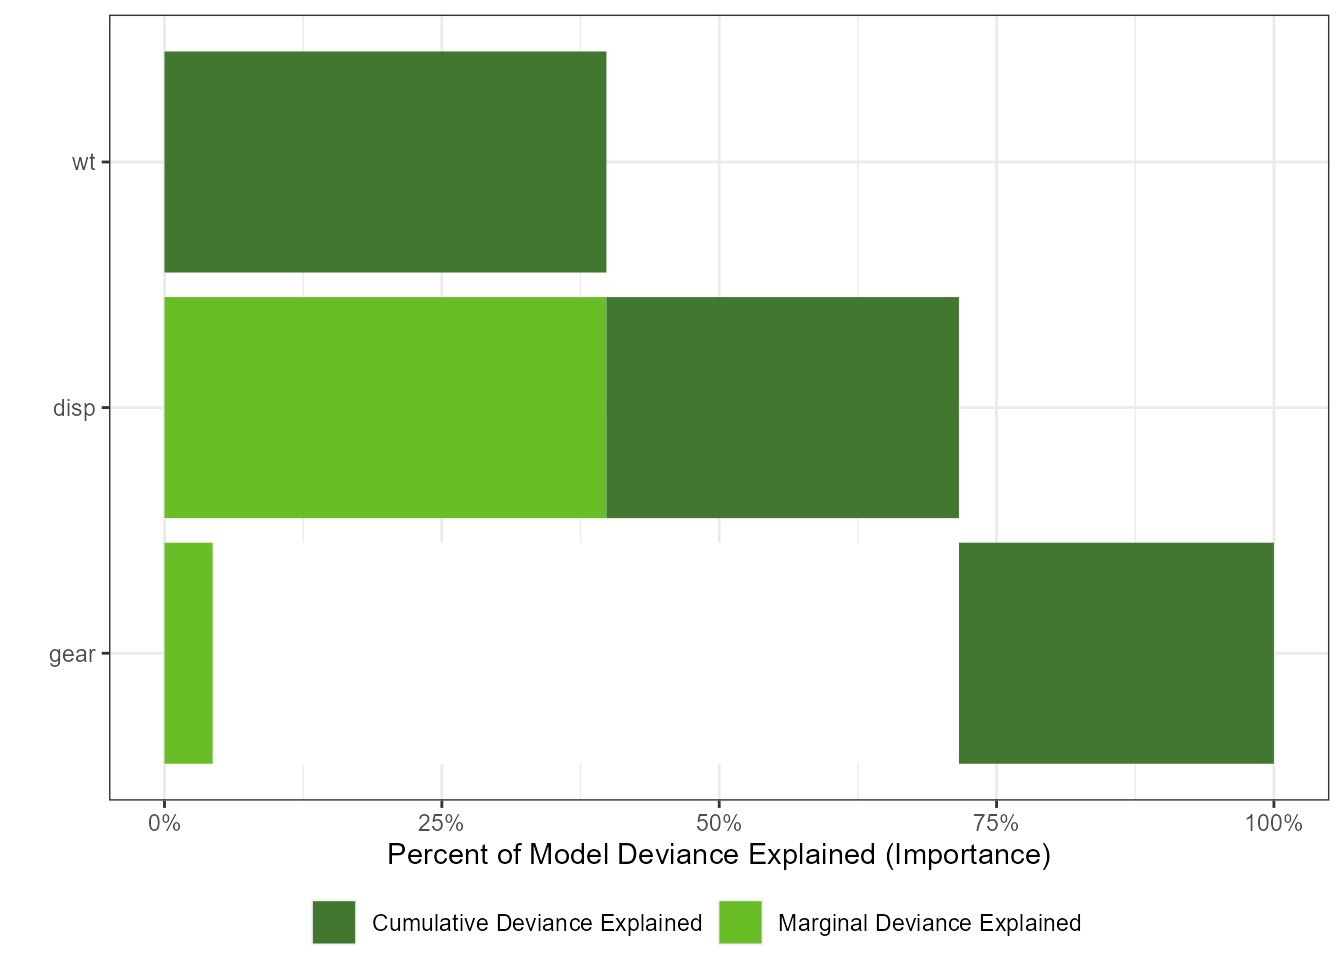 wt
disp
gear
0% 25% 50% 75% 100%
Percent of Model Deviance Explained (Importance)
Cumulative Deviance Explained Marginal Deviance Explained